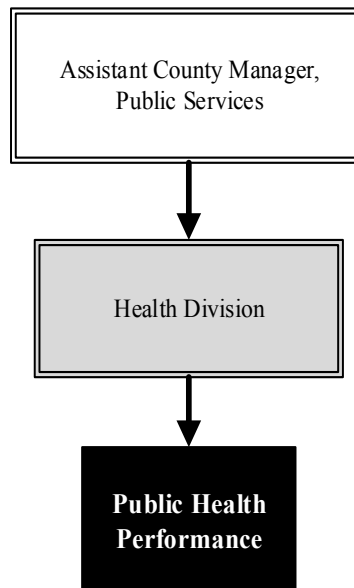 Assistant County Manager,
Public Services
Health Division
Public Health
Performance